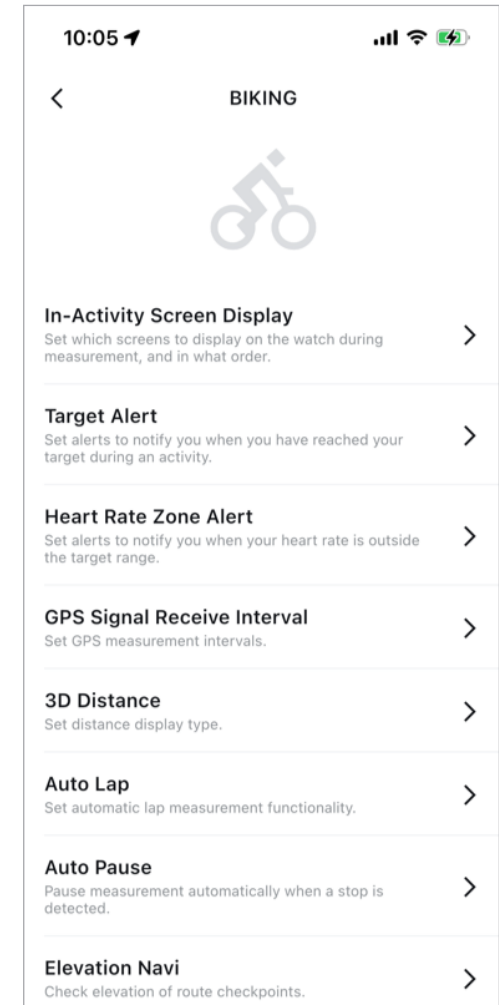 10:05
BIKING
In-Activity Screen Display
Set which screens to display on the watch during
measurement, and in what order.
Target Alert
Set alerts to notify you when you have reached your
target during an activity.
Heart Rate Zone Alert
Set alerts to notify you when your heart rate is outside
the target range.
GPS Signal Receive Interval
Set GPS measurement intervals.
3D Distance
Set distance display type.
Auto Lap
Set automatic lap measurement functionality.
Auto Pause
Pause measurement automatically when a stop is
detected.
Elevation Navi
Check elevation of route checkpoints.